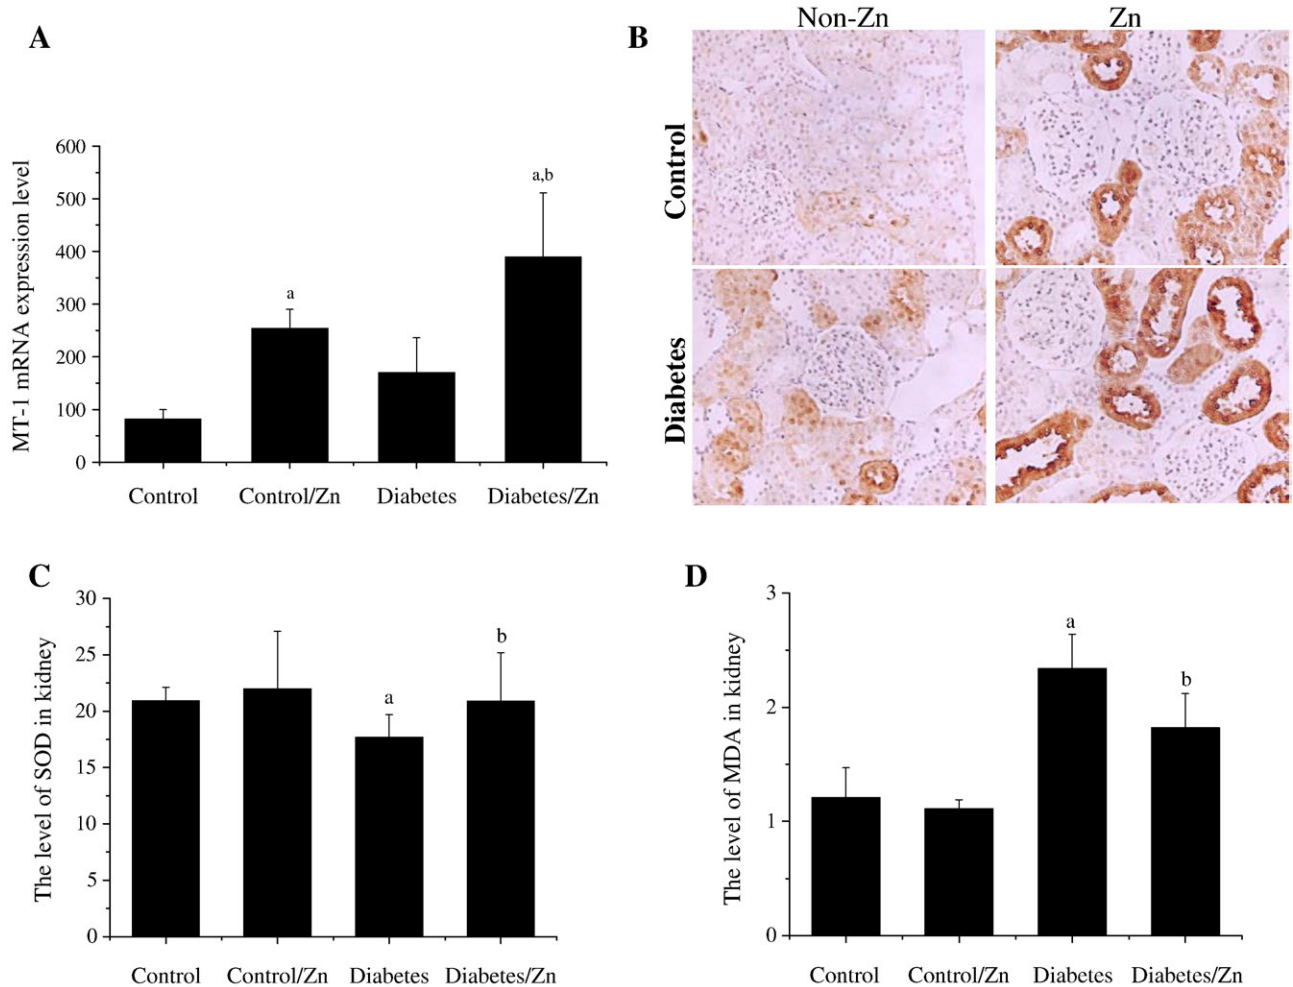 A
MT-1 mRNA expression level
600
500
400
300
200
100
0
a
a,b
Control
Control/Zn
Diabetes
Diabetes/Zn
B
Non-Zn
Zn
Control
Diabetes
C
The level of SOD in kidney
30
25
20
15
10
5
0
a
b
Control
Control/Zn
Diabetes
Diabetes/Zn
D
The level of MDA in kidney
3
2
1
0
a
b
Control
Control/Zn
Diabetes
Diabetes/Zn